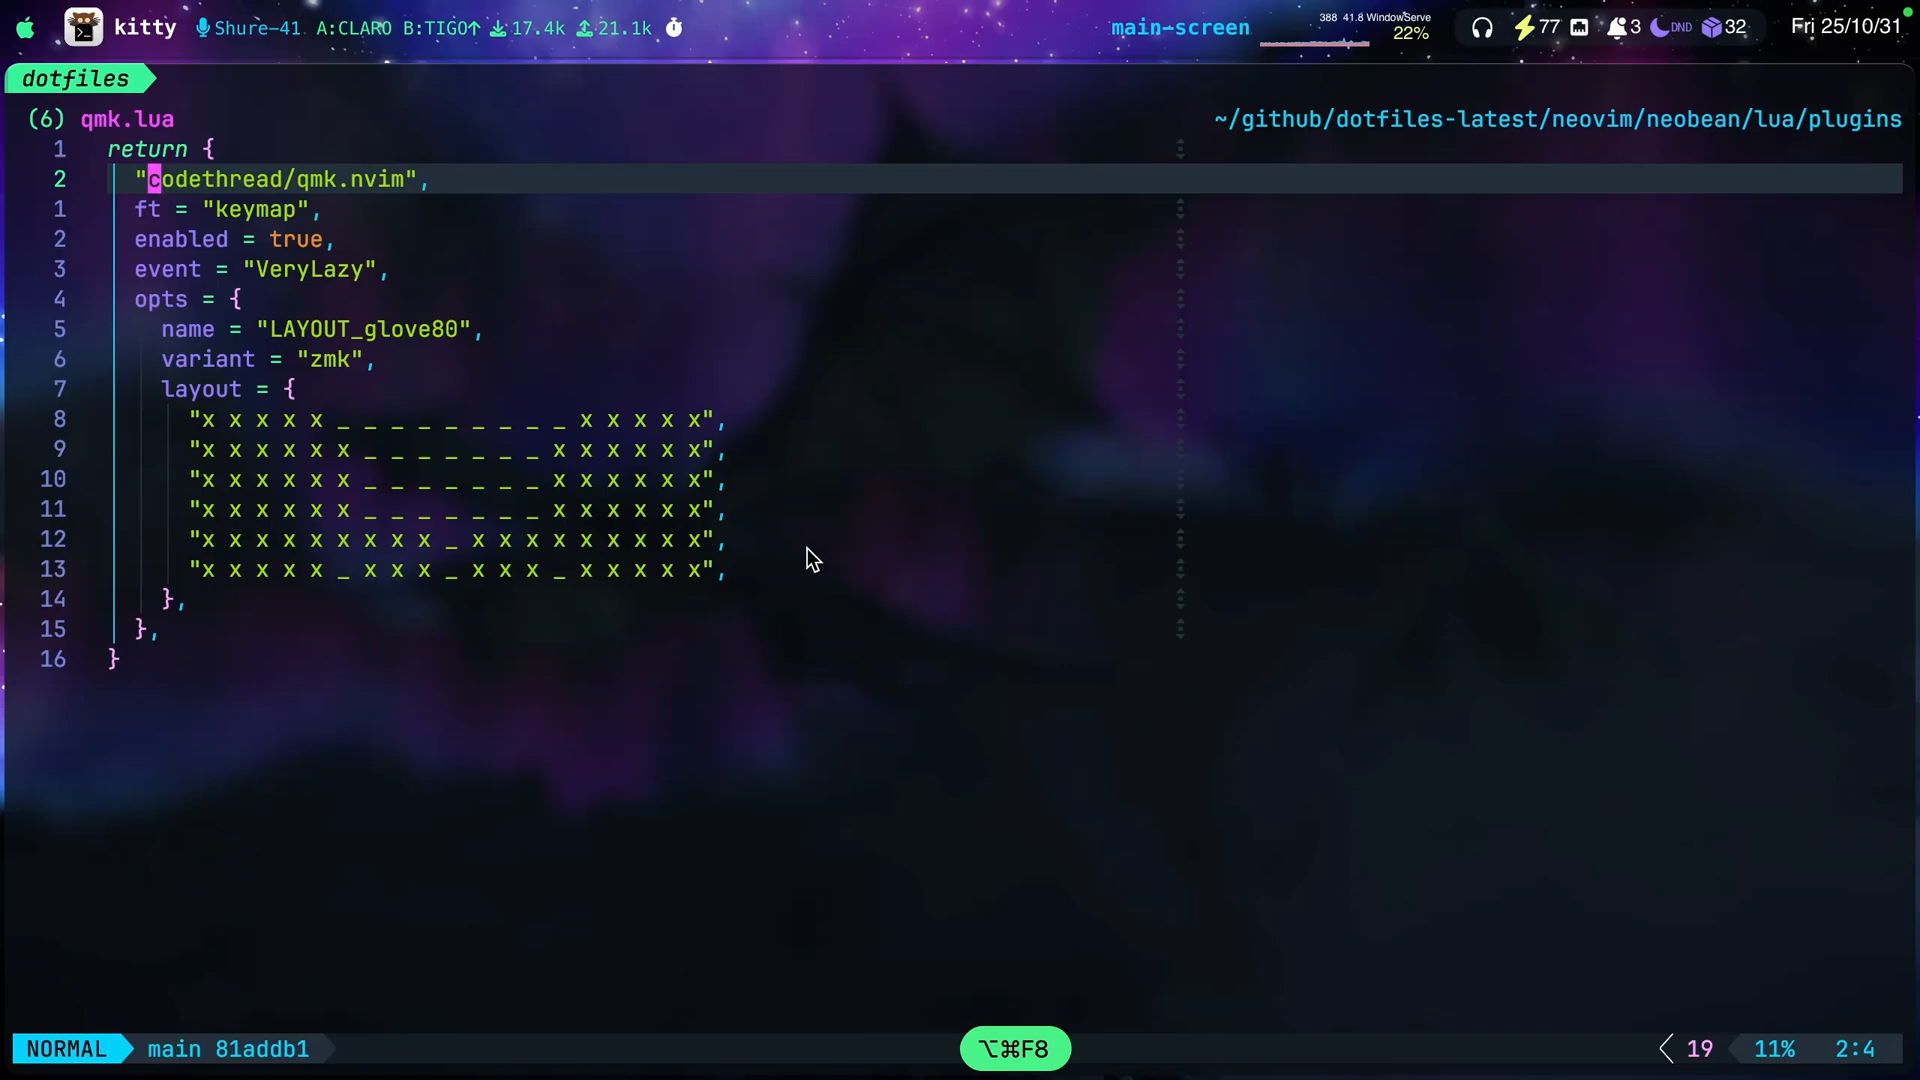 kitty Shure-41 A:CLARO B:TIGO↑ 17.4k 21.1k main-screen 388 41.8 WindowServe 22% 77 3 DND 32 Fri 25/10/31
dotfiles
(6) qmk.lua ~/github/dotfiles-latest/neovim/neobean/lua/plugins
1 return {
2 "codethread/qmk.nvim",
1 ft = "keymap",
2 enabled = true,
3 event = "VeryLazy",
4 opts = {
5 name = "LAYOUT_glove80",
6 variant = "zmk",
7 layout = {
8 "x x x x x _ _ _ _ _ _ _ _ _ x x x x x",
9 "x x x x x x _ _ _ _ _ _ _ x x x x x x",
10 "x x x x x x _ _ _ _ _ _ _ x x x x x x",
11 "x x x x x x _ _ _ _ _ _ _ x x x x x x",
12 "x x x x x x x x x _ x x x x x x x x x",
13 "x x x x x _ x x x _ x x x _ x x x x x",
14 },
15 },
16 }
NORMAL main 81addb1 ⌥⌘F8 19 11% 2:4